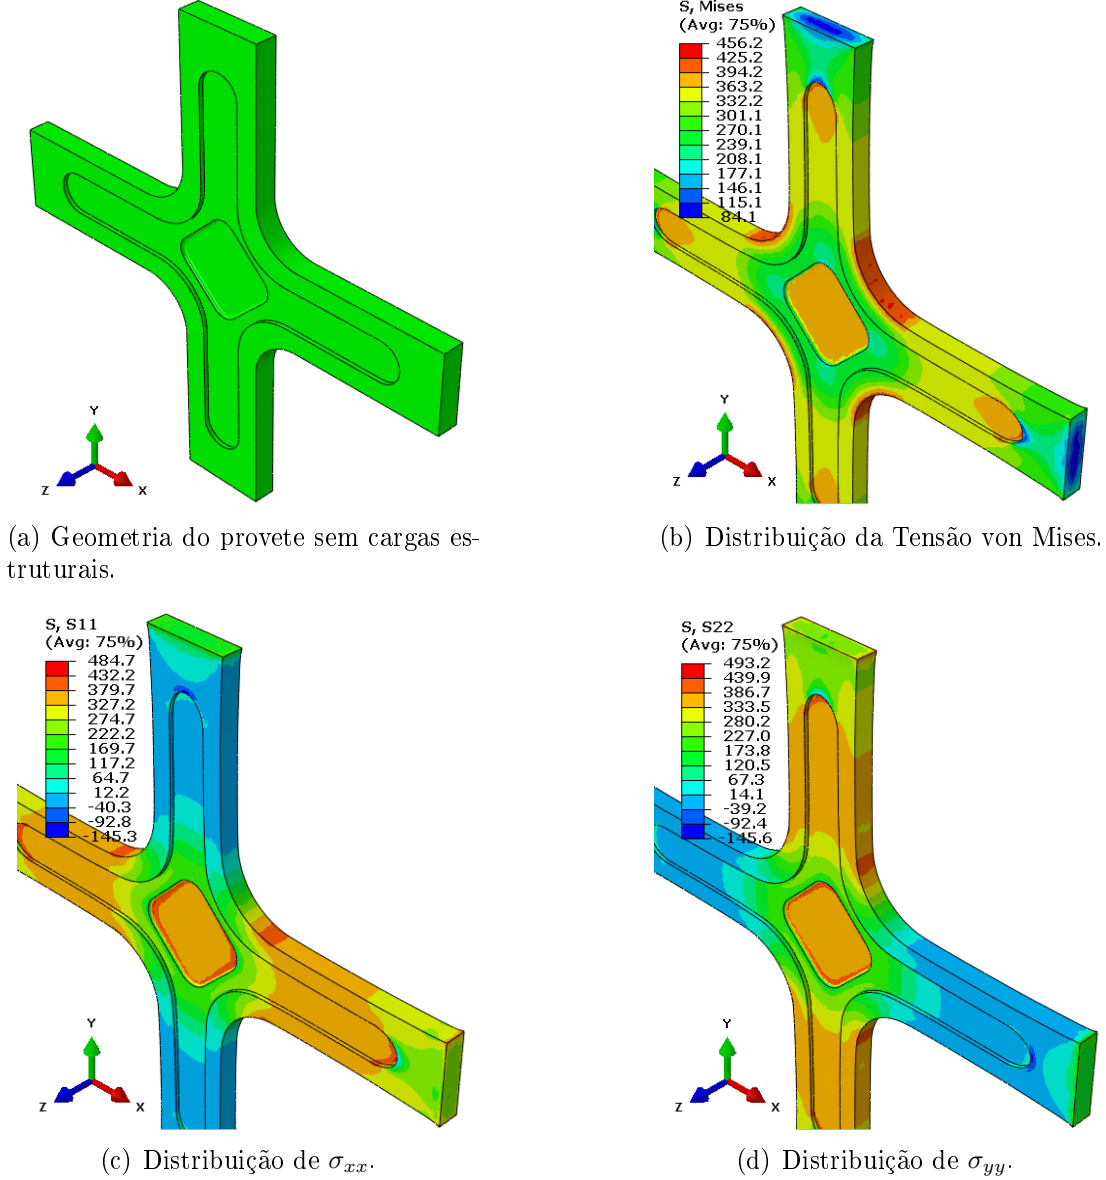 S, Mises
(Avg: 75%)
456.2
425.2
394.2
363.2
332.2
301.1
270.1
239.1
208.1
177.1
146.1
115.1
84.1
Y
Z
X
Y
Z
X
(a) Geometria do provete sem cargas es-
truturais.
(b) Distribuição da Tensão von Mises.
S, S11
(Avg: 75%)
484.7
432.2
379.7
327.2
274.7
222.2
169.7
117.2
64.7
12.2
-40.3
-92.8
-145.3
Y
Z
X
S, S22
(Avg: 75%)
493.2
439.9
386.7
333.5
280.2
227.0
173.8
120.5
67.3
14.1
-39.2
-92.4
-145.6
Y
Z
X
(c) Distribuição de σxx.
(d) Distribuição de σyy.